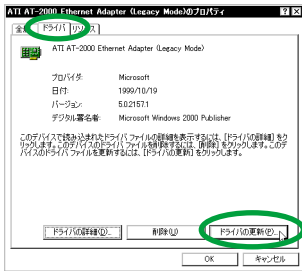 ATI AT-2000 Ethernet Adapter (Legacy Mode)のプロパティ
全般 ドライバ リソース
ATI AT-2000 Ethernet Adapter (Legacy Mode)
プロバイダ: Microsoft
日付: 1999/10/19
バージョン: 5.0.2157.1
デジタル署名者: Microsoft Windows 2000 Publisher
このデバイスで読み込まれたドライバ ファイルの詳細を表示するには、[ドライバの詳細] をク
リックします。このデバイスのドライバ ファイルを削除するには、[削除] をクリックします。このデ
バイスのドライバ ファイルを更新するには、[ドライバの更新] をクリックします。
ドライバの詳細(D)... 削除(U) ドライバの更新(P)...
OK キャンセル